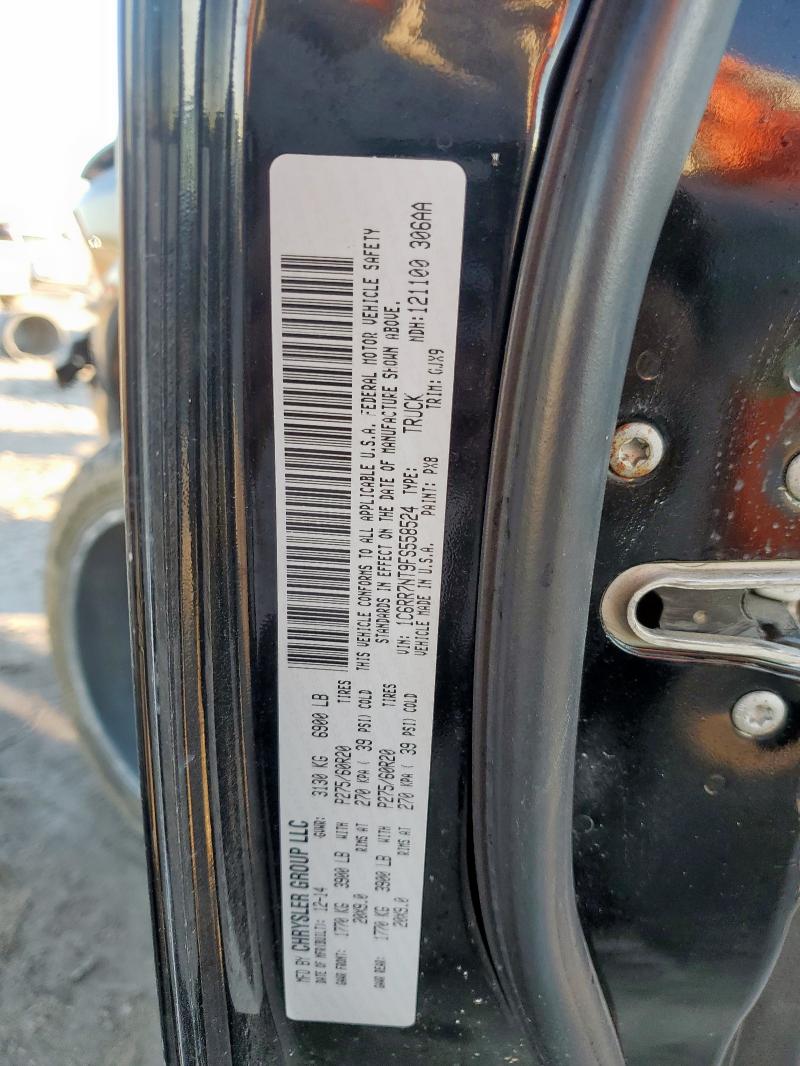 MFD BY CHRYSLER GROUP LLC
DATE OF MFR(BUILT): 12-14 GVWR: 3130 KG 6900 LB
GAWR FRONT: 1770 KG 3900 LB WITH P275/60R20 TIRES
20X9.0 RIMS AT 270 KPA ( 39 PSI) COLD
GAWR REAR: 1770 KG 3900 LB WITH P275/60R20 TIRES
20X9.0 RIMS AT 270 KPA ( 39 PSI) COLD
THIS VEHICLE CONFORMS TO ALL APPLICABLE U.S.A. FEDERAL MOTOR VEHICLE SAFETY
STANDARDS IN EFFECT ON THE DATE OF MANUFACTURE SHOWN ABOVE.
VIN: 1C6RR7NT9FS558524 TYPE: TRUCK MDH:121100 306AA
VEHICLE MADE IN U.S.A. PAINT: PX8 TRIM: GJX9